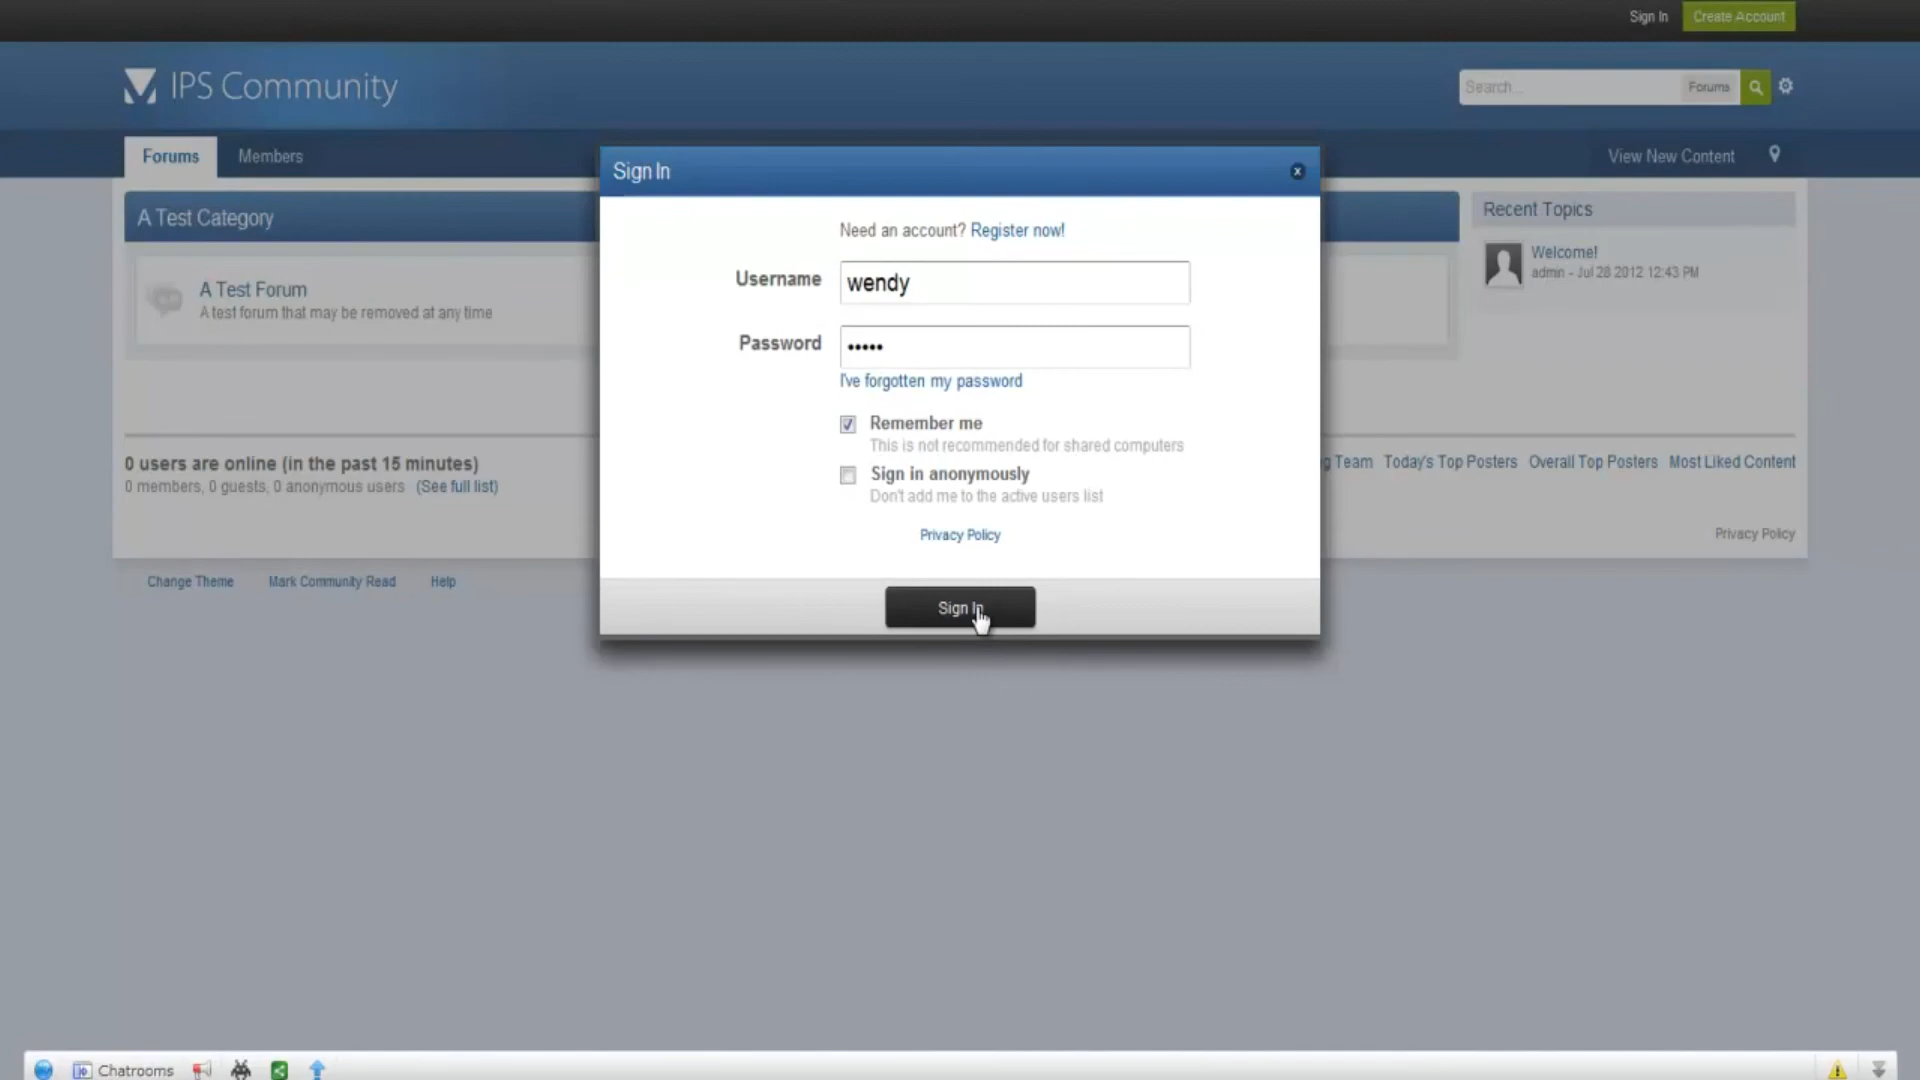 Sign In
Create Account
IPS Community
Search...
Forums
Forums
Members
View New Content
Sign In
x
A Test Category
Recent Topics
Need an account? Register now!
Welcome!
admin - Jul 28 2012 12:43 PM
Username
wendy
A Test Forum
A test forum that may be removed at any time
Password
•••••
I've forgotten my password
Remember me
This is not recommended for shared computers
0 users are online (in the past 15 minutes)
Team
Today's Top Posters
Overall Top Posters
Most Liked Content
Sign in anonymously
0 members, 0 guests, 0 anonymous users (See full list)
Don't add me to the active users list
Privacy Policy
Privacy Policy
Change Theme
Mark Community Read
Help
Sign In
Chatrooms